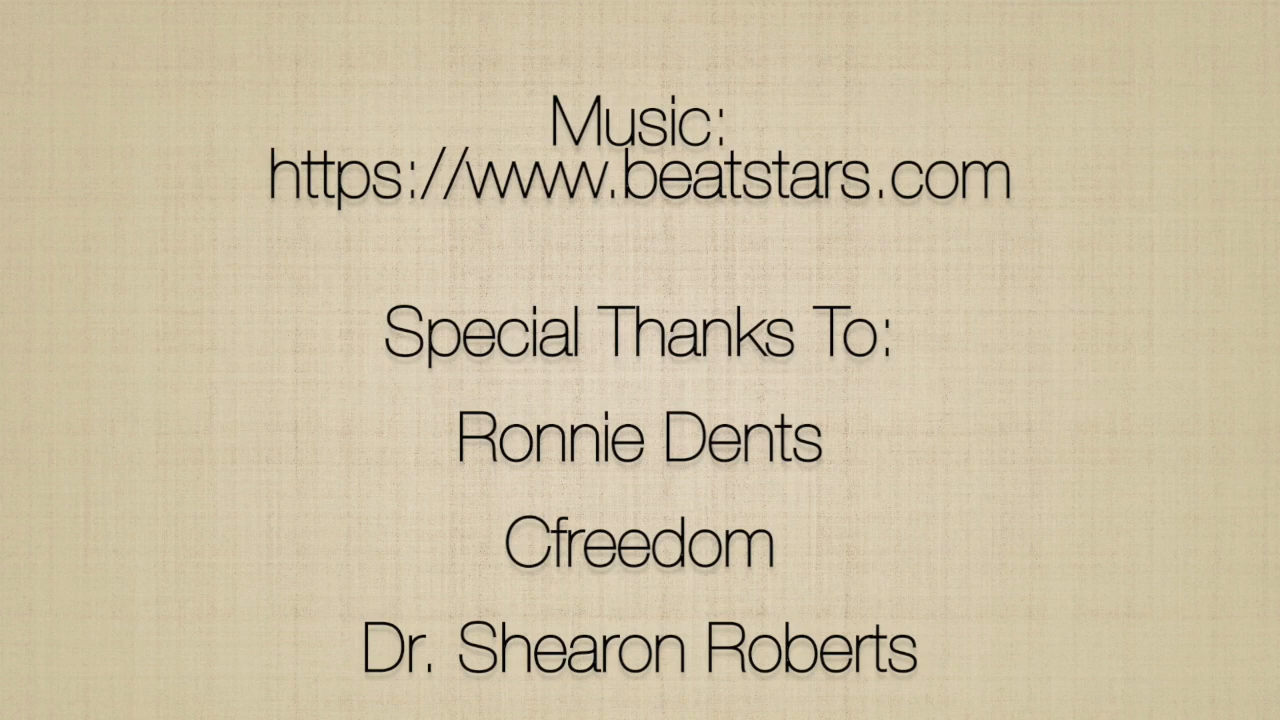 Music:
https://www.beatstars.com
Special Thanks To:
Ronnie Dents
Cfreedom
Dr. Shearon Roberts